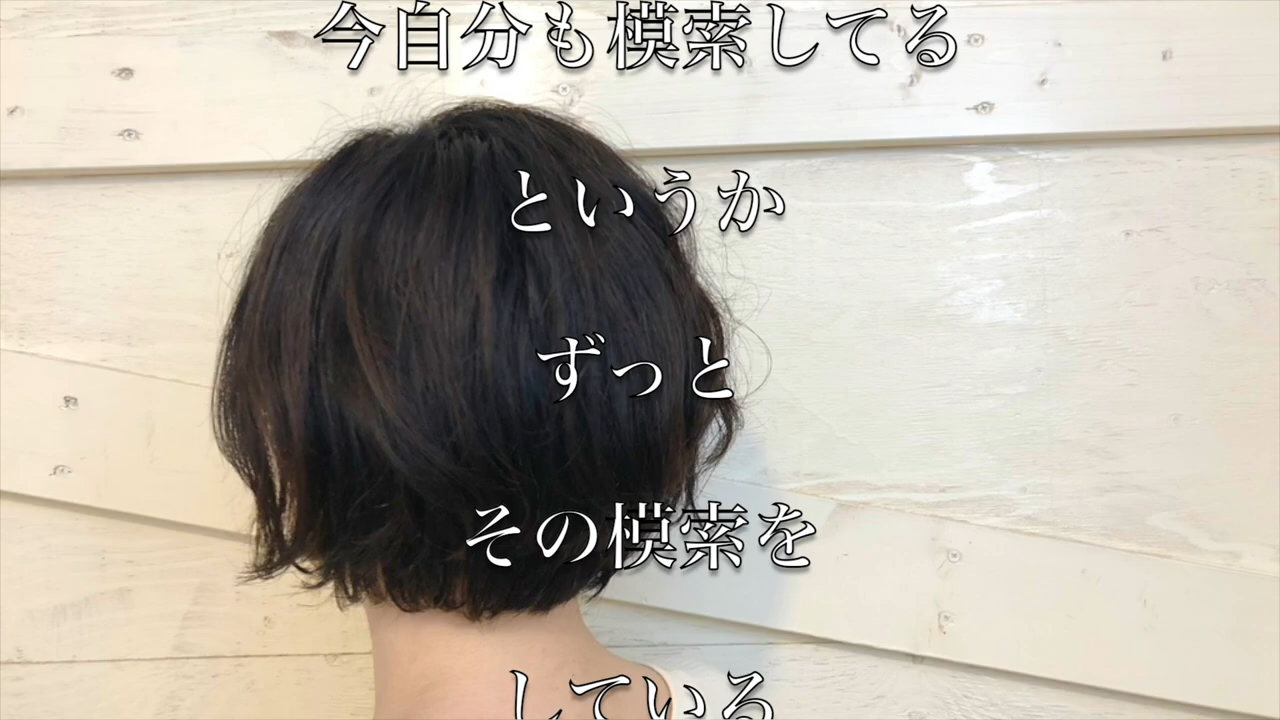 今自分も模索してる
というか
ずっと
その模索を
している